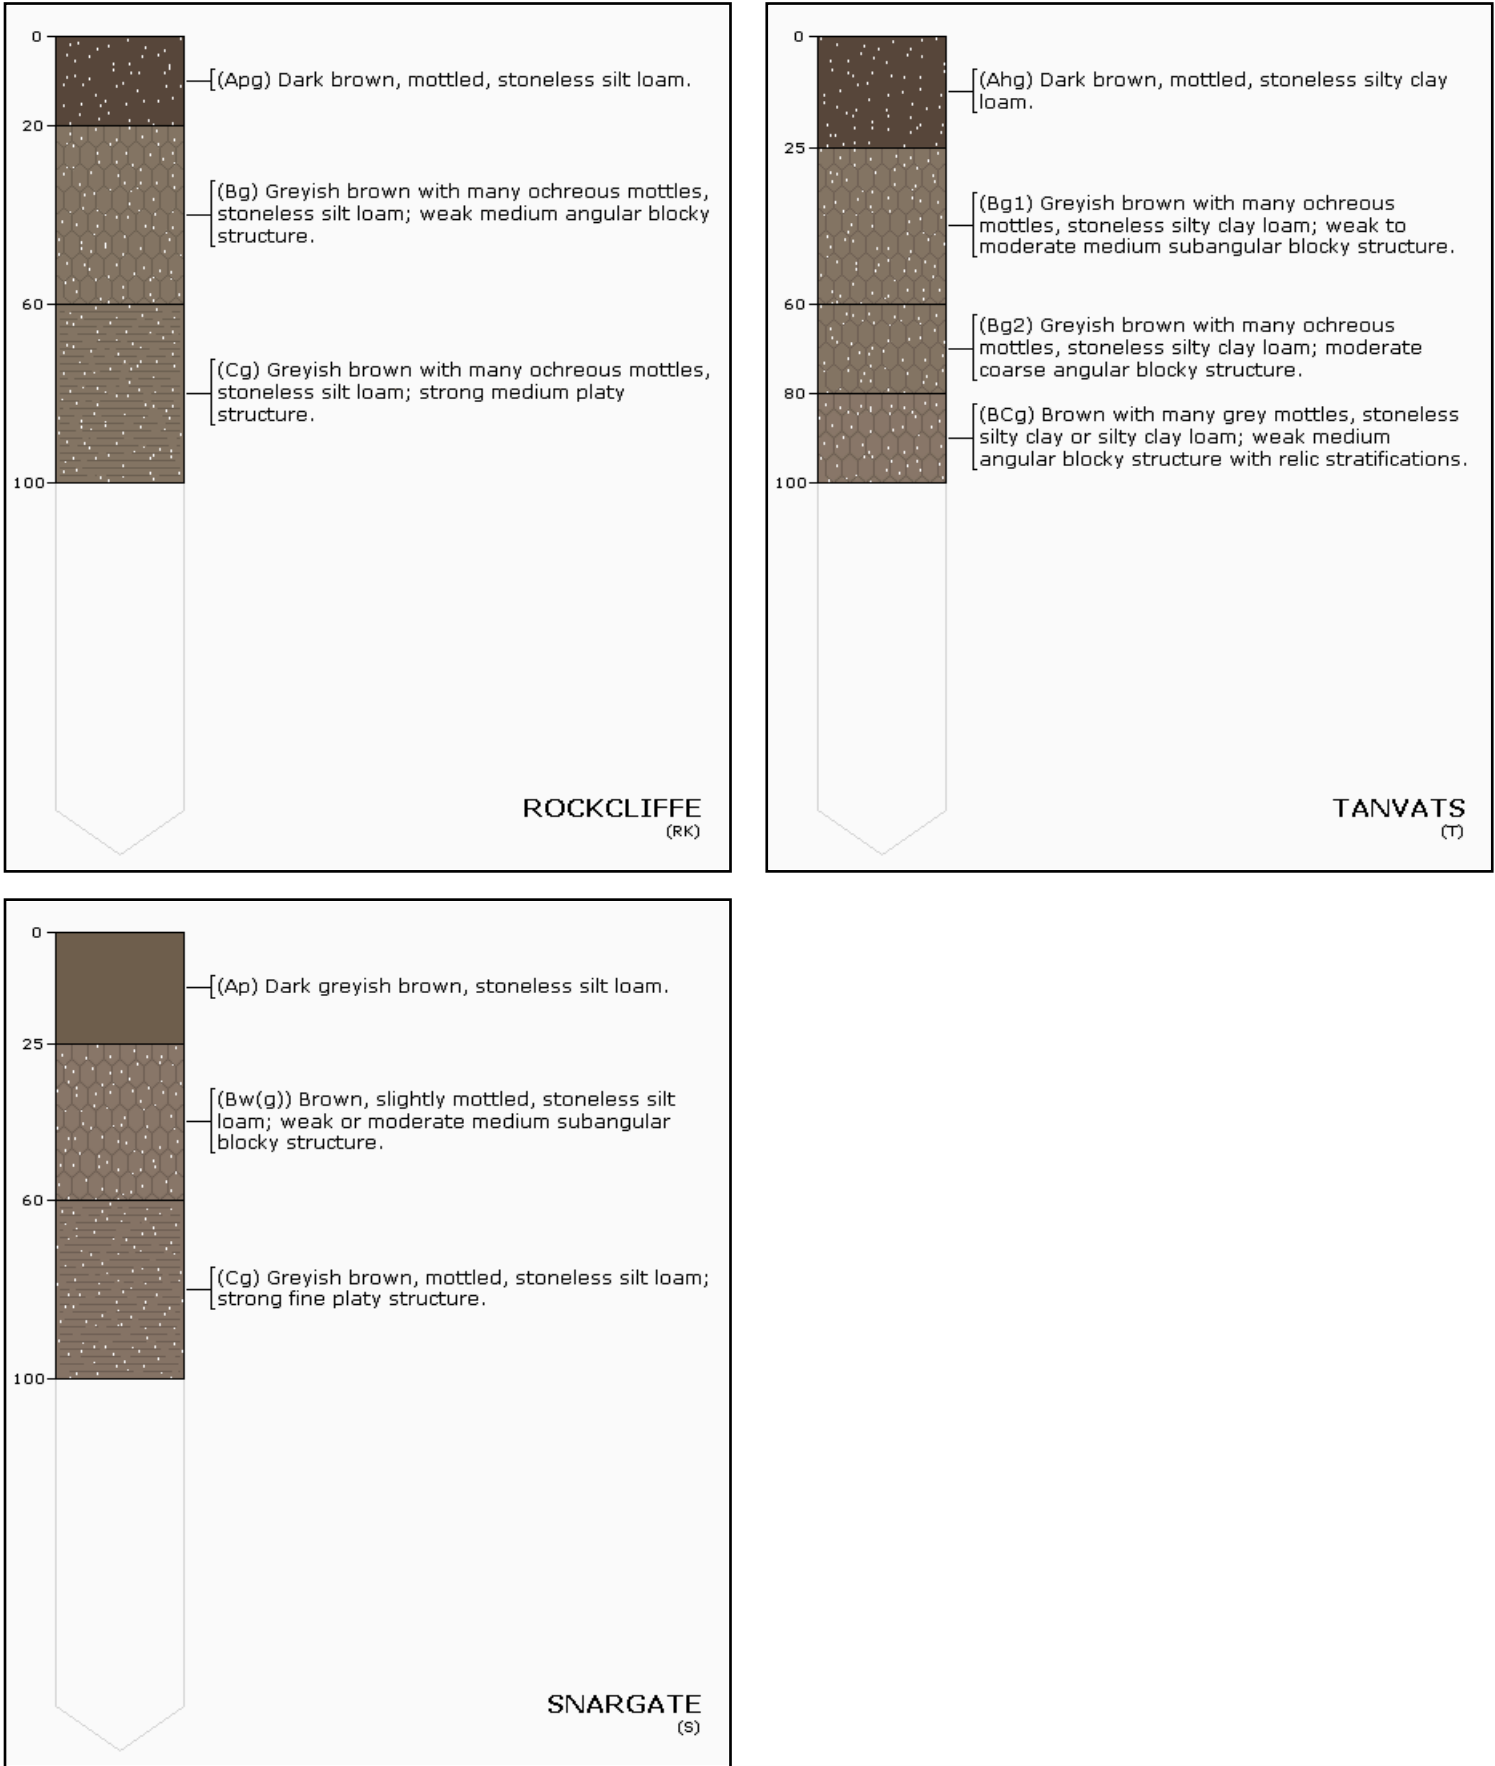 0
(Apg) Dark brown, mottled, stoneless silt loam.
20
(Bg) Greyish brown with many ochreous mottles,
stoneless silt loam; weak medium angular blocky
structure.
60
(Cg) Greyish brown with many ochreous mottles,
stoneless silt loam; strong medium platy
structure.
100
ROCKCLIFFE
(RK)
0
(Ahg) Dark brown, mottled, stoneless silty clay
loam.
25
(Bg1) Greyish brown with many ochreous
mottles, stoneless silty clay loam; weak to
moderate medium subangular blocky structure.
60
(Bg2) Greyish brown with many ochreous
mottles, stoneless silty clay loam; moderate
coarse angular blocky structure.
80
(BCg) Brown with many grey mottles, stoneless
silty clay or silty clay loam; weak medium
angular blocky structure with relic stratifications.
100
TANVATS
(T)
0
(Ap) Dark greyish brown, stoneless silt loam.
25
(Bw(g)) Brown, slightly mottled, stoneless silt
loam; weak or moderate medium subangular
blocky structure.
60
(Cg) Greyish brown, mottled, stoneless silt loam;
strong fine platy structure.
100
SNARGATE
(S)